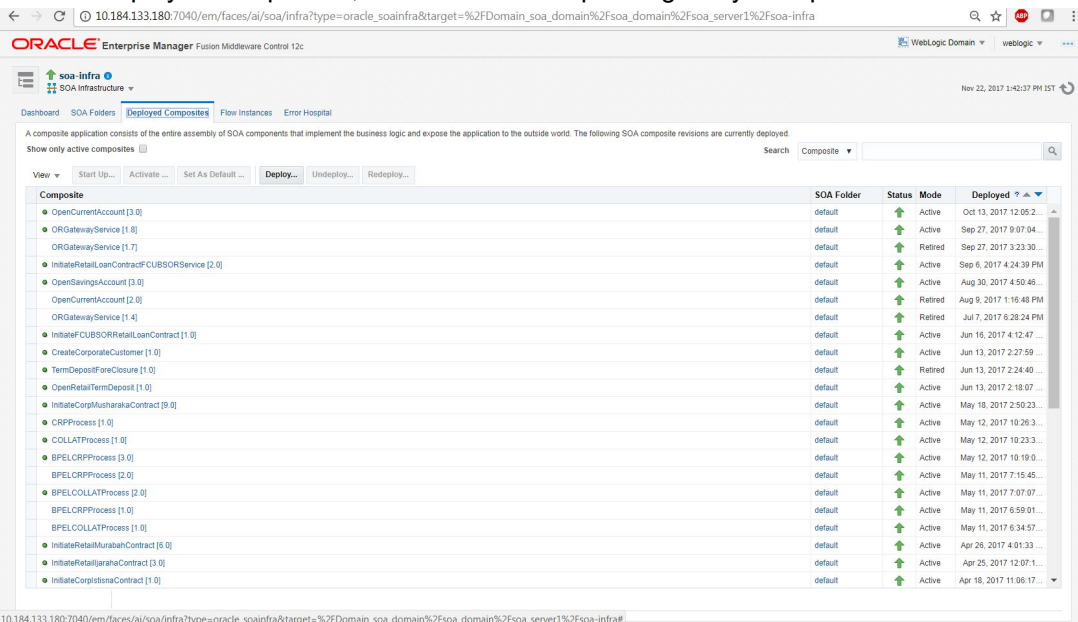 10.184.133.180:7040/em/faces/ai/soa/infra?type=oracle_soainfra&target=%2FDomain_soa_domain%2Fsoa_domain%2Fsoa_server1%2Fsoa-infra
ABP
ORACLE Enterprise Manager Fusion Middleware Control 12c
WebLogic Domain
weblogic
soa-infra
SOA Infrastructure
Nov 22, 2017 1:42:37 PM IST
Dashboard SOA Folders Deployed Composites Flow Instances Error Hospital
A composite application consists of the entire assembly of SOA components that implement the business logic and expose the application to the outside world. The following SOA composite revisions are currently deployed.
Show only active composites
Search Composite
View Start Up... Activate ... Set As Default ... Deploy... Undeploy... Redeploy...
Composite SOA Folder Status Mode Deployed ?
OpenCurrentAccount [3.0] default Active Oct 13, 2017 12:05:2...
ORGatewayService [1.8] default Active Sep 27, 2017 9:07:04...
ORGatewayService [1.7] default Retired Sep 27, 2017 3:23:30...
InitiateRetailLoanContractFCUBSORService [2.0] default Active Sep 6, 2017 4:24:39 PM
OpenSavingsAccount [3.0] default Active Aug 30, 2017 4:50:46...
OpenCurrentAccount [2.0] default Retired Aug 9, 2017 1:16:48 PM
ORGatewayService [1.4] default Retired Jul 7, 2017 6:28:24 PM
InitiateFCUBSORRetailLoanContract [1.0] default Active Jun 16, 2017 4:12:47 ...
CreateCorporateCustomer [1.0] default Active Jun 13, 2017 2:27:59 ...
TermDepositForeClosure [1.0] default Retired Jun 13, 2017 2:24:40 ...
OpenRetailTermDeposit [1.0] default Active Jun 13, 2017 2:18:07 ...
InitiateCorpMusharakaContract [9.0] default Active May 18, 2017 2:50:23...
CRPProcess [1.0] default Active May 12, 2017 10:26:3...
COLLATProcess [1.0] default Active May 12, 2017 10:23:3...
BPELCRPProcess [3.0] default Active May 12, 2017 10:19:0...
BPELCRPProcess [2.0] default Active May 11, 2017 7:15:45...
BPELCOLLATProcess [2.0] default Active May 11, 2017 7:07:07...
BPELCRPProcess [1.0] default Active May 11, 2017 6:59:01...
BPELCOLLATProcess [1.0] default Active May 11, 2017 6:34:57...
InitiateRetailMurabahContract [6.0] default Active Apr 26, 2017 4:01:33 ...
InitiateRetailIjarahaContract [3.0] default Active Apr 25, 2017 12:07:1...
InitiateCorpIstisnaContract [1.0] default Active Apr 18, 2017 11:06:17...
10.184.133.180:7040/em/faces/ai/soa/infra?type=oracle_soainfra&target=%2FDomain_soa_domain%2Fsoa_domain%2Fsoa_server1%2Fsoa-infra#